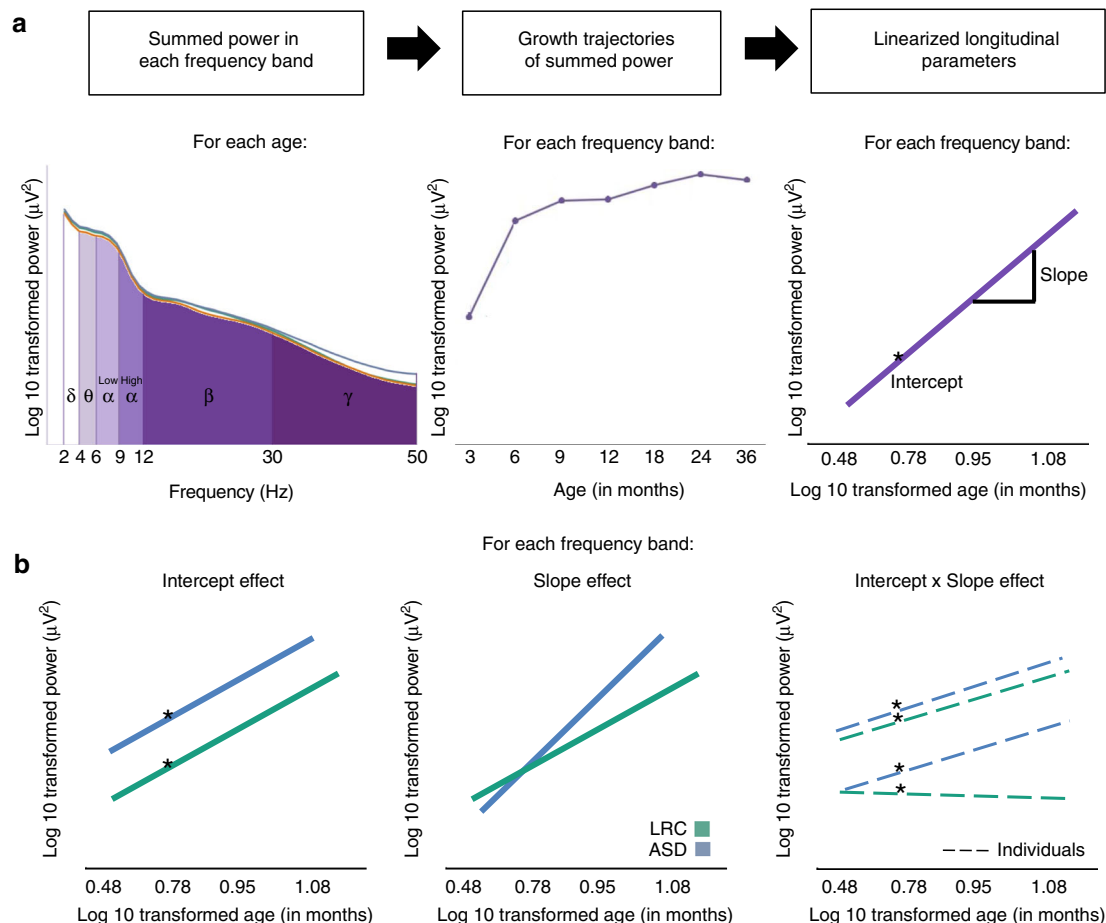 a
Summed power in
each frequency band
Growth trajectories
of summed power
Linearized longitudinal
parameters
For each age:
For each frequency band:
For each frequency band:
Log 10 transformed power (μV²)
δ θ α α β γ
Low High
2 4 6 9 12 30 50
Frequency (Hz)
Log 10 transformed power (μV²)
3 6 9 12 18 24 36
Age (in months)
Log 10 transformed power (μV²)
Slope
*
Intercept
0.48 0.78 0.95 1.08
Log 10 transformed age (in months)
b
For each frequency band:
Intercept effect
Log 10 transformed power (μV²)
*
*
0.48 0.78 0.95 1.08
Log 10 transformed age (in months)
Slope effect
Log 10 transformed power (μV²)
LRC
ASD
0.48 0.78 0.95 1.08
Log 10 transformed age (in months)
Intercept x Slope effect
Log 10 transformed power (μV²)
*
*
*
*
Individuals
0.48 0.78 0.95 1.08
Log 10 transformed age (in months)